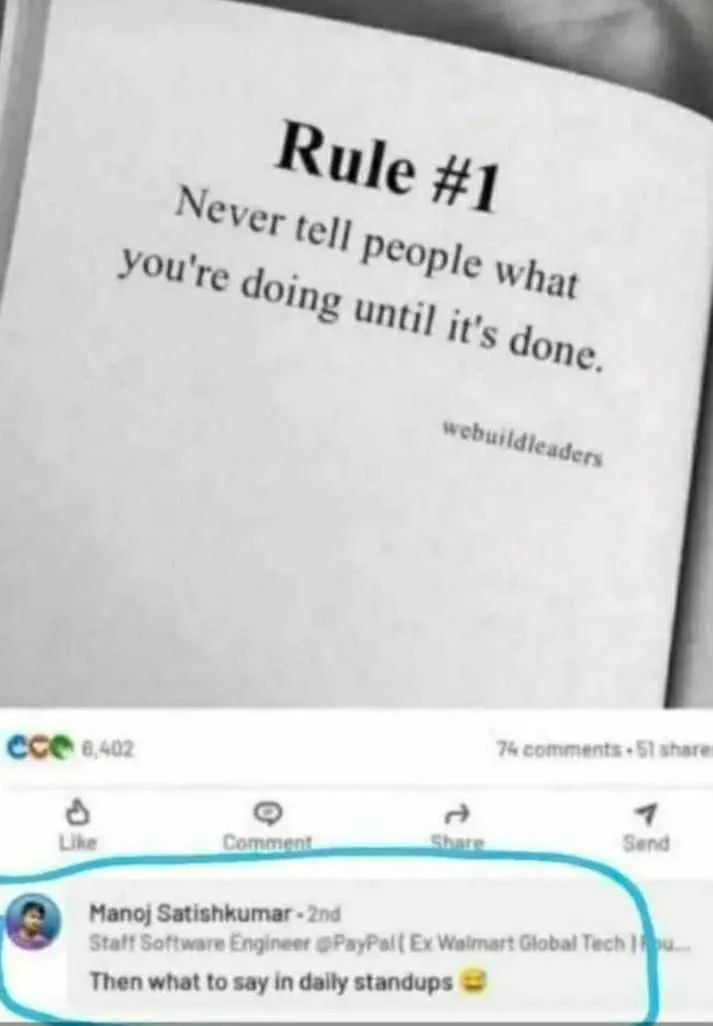 Rule #1
Never tell people what
you're doing until it's done.
webuildleaders
6,402
74 comments • 51 share
Like
Comment
Share
Send
Manoj Satishkumar • 2nd
Staff Software Engineer @PayPal( Ex Walmart Global Tech )
Then what to say in daily standups 😅